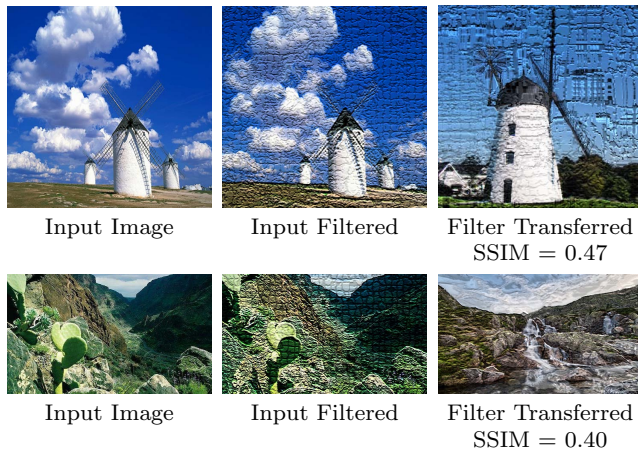 Input Image
Input Filtered
Filter Transferred
SSIM = 0.47
Input Image
Input Filtered
Filter Transferred
SSIM = 0.40